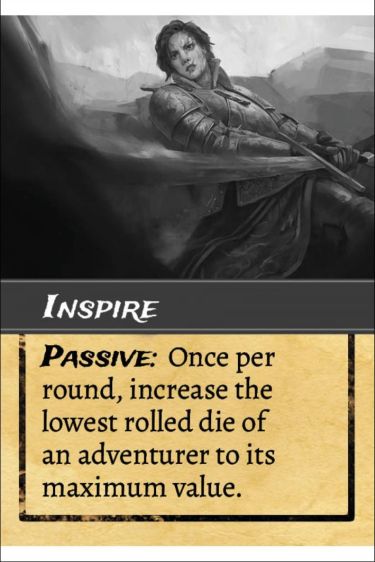 Inspire
Passive: Once per
round, increase the
lowest rolled die of
an adventurer to its
maximum value.